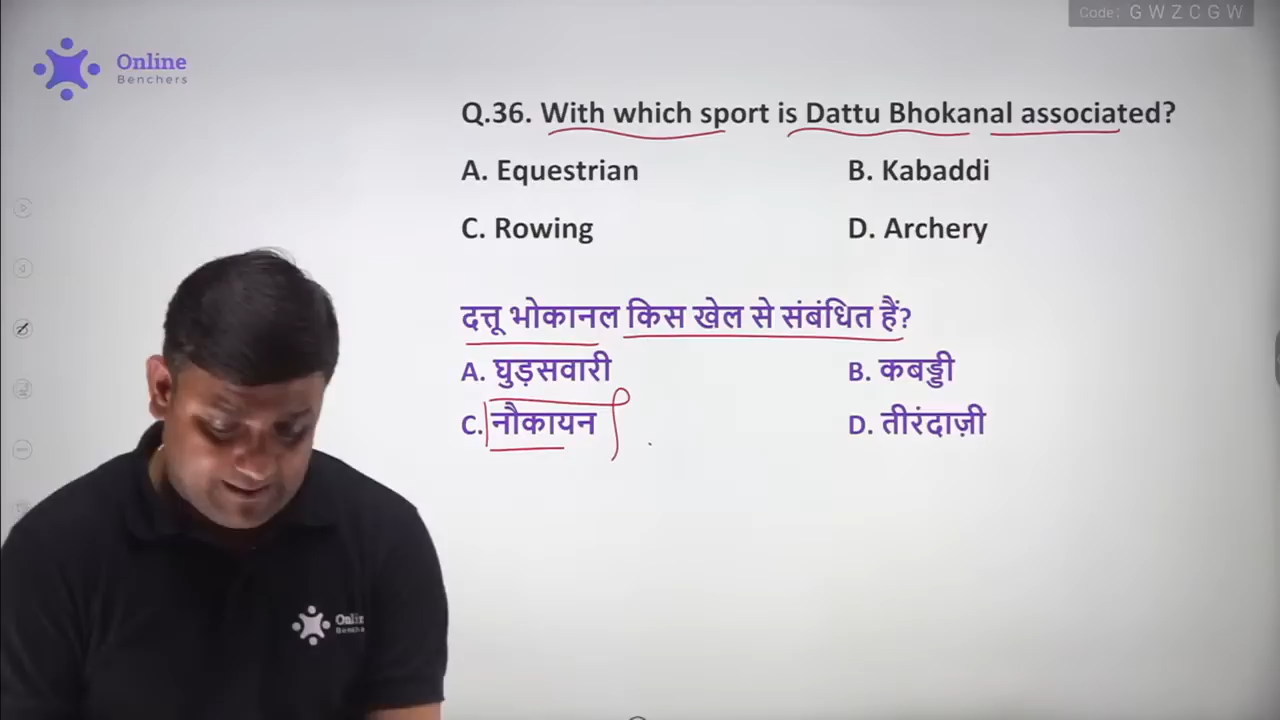 Code: G W Z C G W
Online
Benchers
Q.36. With which sport is Dattu Bhokanal associated?
A. Equestrian
B. Kabaddi
C. Rowing
D. Archery
दत्तू भोकानल किस खेल से संबंधित हैं?
A. घुड़सवारी
B. कबड्डी
C. नौकायन
D. तीरंदाज़ी